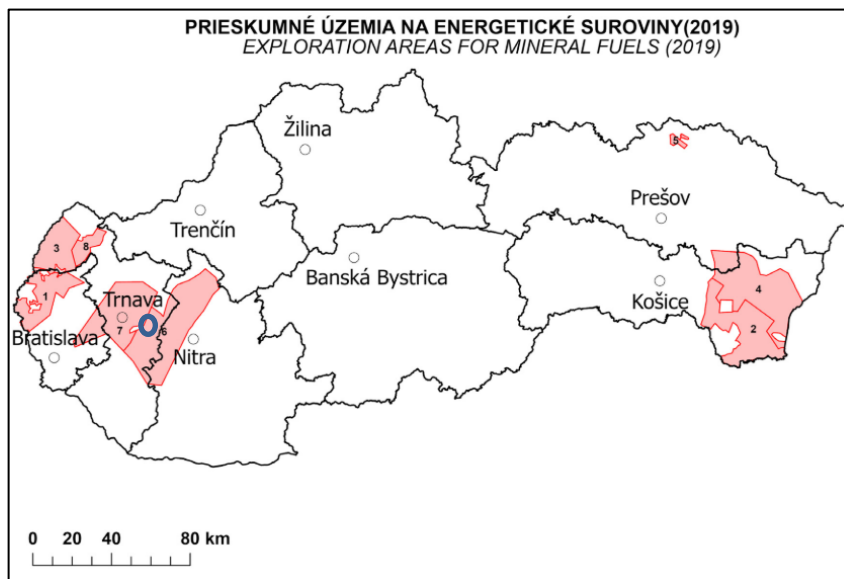 PRIESKUMNÉ ÚZEMIA NA ENERGETICKÉ SUROVINY(2019)
EXPLORATION AREAS FOR MINERAL FUELS (2019)
Žilina
5
Prešov
Trenčín
3
8
Banská Bystrica
Košice
4
1
Trnava
7
6
2
Bratislava
Nitra
0 20 40 80 km